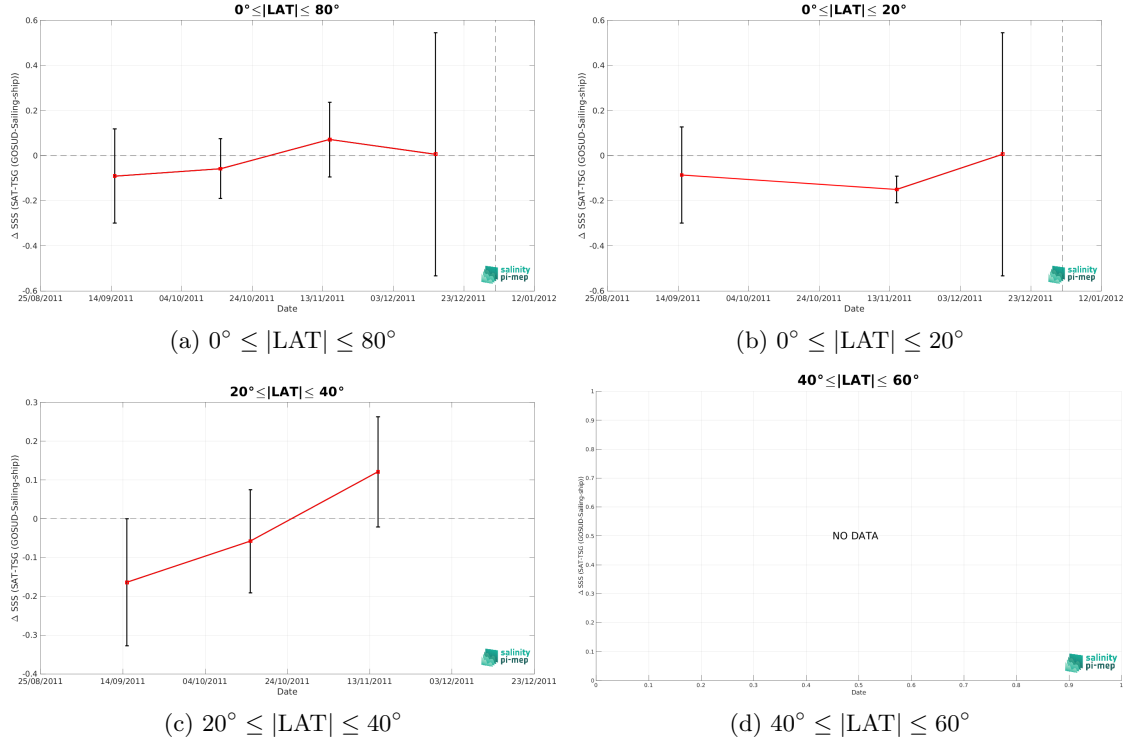 0°≤|LAT|≤ 80°
Δ SSS (SAT-TSG (GOSUD-Sailing-ship))
0.6
0.4
0.2
0
-0.2
-0.4
-0.6
25/08/2011 14/09/2011 04/10/2011 24/10/2011 13/11/2011 03/12/2011 23/12/2011 12/01/2012
Date
salinity
pi-mep
(a) 0° ≤ |LAT| ≤ 80°
0°≤|LAT|≤ 20°
Δ SSS (SAT-TSG (GOSUD-Sailing-ship))
0.6
0.4
0.2
0
-0.2
-0.4
-0.6
25/08/2011 14/09/2011 04/10/2011 24/10/2011 13/11/2011 03/12/2011 23/12/2011 12/01/2012
Date
salinity
pi-mep
(b) 0° ≤ |LAT| ≤ 20°
20°≤|LAT|≤ 40°
Δ SSS (SAT-TSG (GOSUD-Sailing-ship))
0.3
0.2
0.1
0
-0.1
-0.2
-0.3
-0.4
25/08/2011 14/09/2011 04/10/2011 24/10/2011 13/11/2011 03/12/2011 23/12/2011
Date
salinity
pi-mep
(c) 20° ≤ |LAT| ≤ 40°
40°≤|LAT|≤ 60°
Δ SSS (SAT-TSG (GOSUD-Sailing-ship))
1
0.9
0.8
0.7
0.6
0.5
0.4
0.3
0.2
0.1
0
NO DATA
0 0.1 0.2 0.3 0.4 0.5 0.6 0.7 0.8 0.9 1
Date
salinity
pi-mep
(d) 40° ≤ |LAT| ≤ 60°